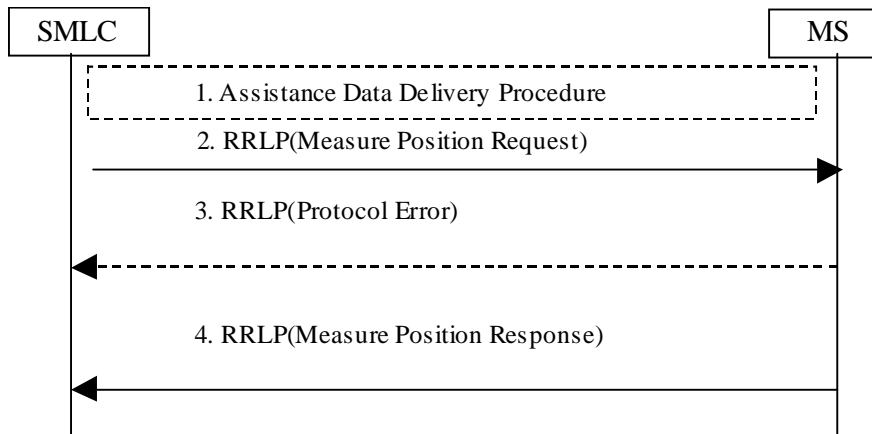 SMLC
MS
1. Assistance Data Delivery Procedure
2. RRLP(Measure Position Request)
3. RRLP(Protocol Error)
4. RRLP(Measure Position Response)